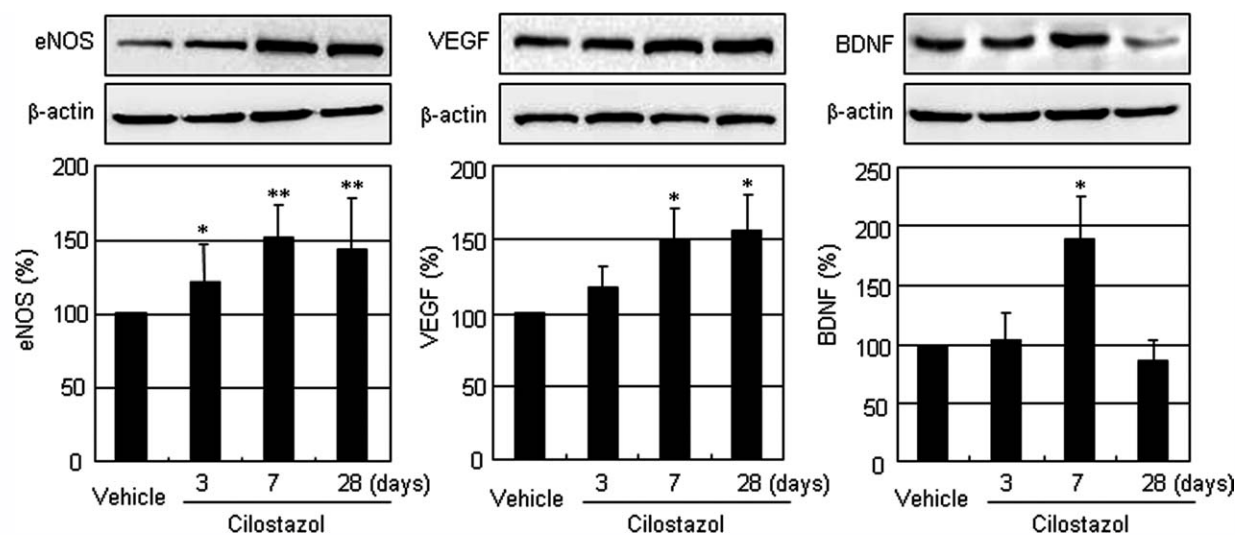 eNOS
β-actin
200
150
100
50
0
eNOS (%)
*
**
**
Vehicle
3 7 28 (days)
Cilostazol
VEGF
β-actin
200
150
100
50
0
VEGF (%)
*
*
Vehicle
3 7 28 (days)
Cilostazol
BDNF
β-actin
250
200
150
100
50
0
BDNF (%)
*
Vehicle
3 7 28 (days)
Cilostazol